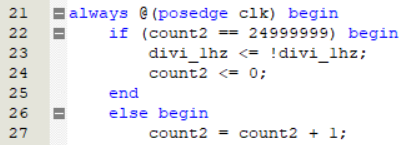 21 always @(posedge clk) begin
22 if (count2 == 24999999) begin
23 divi_1hz <= !divi_1hz;
24 count2 <= 0;
25 end
26 else begin
27 count2 = count2 + 1;